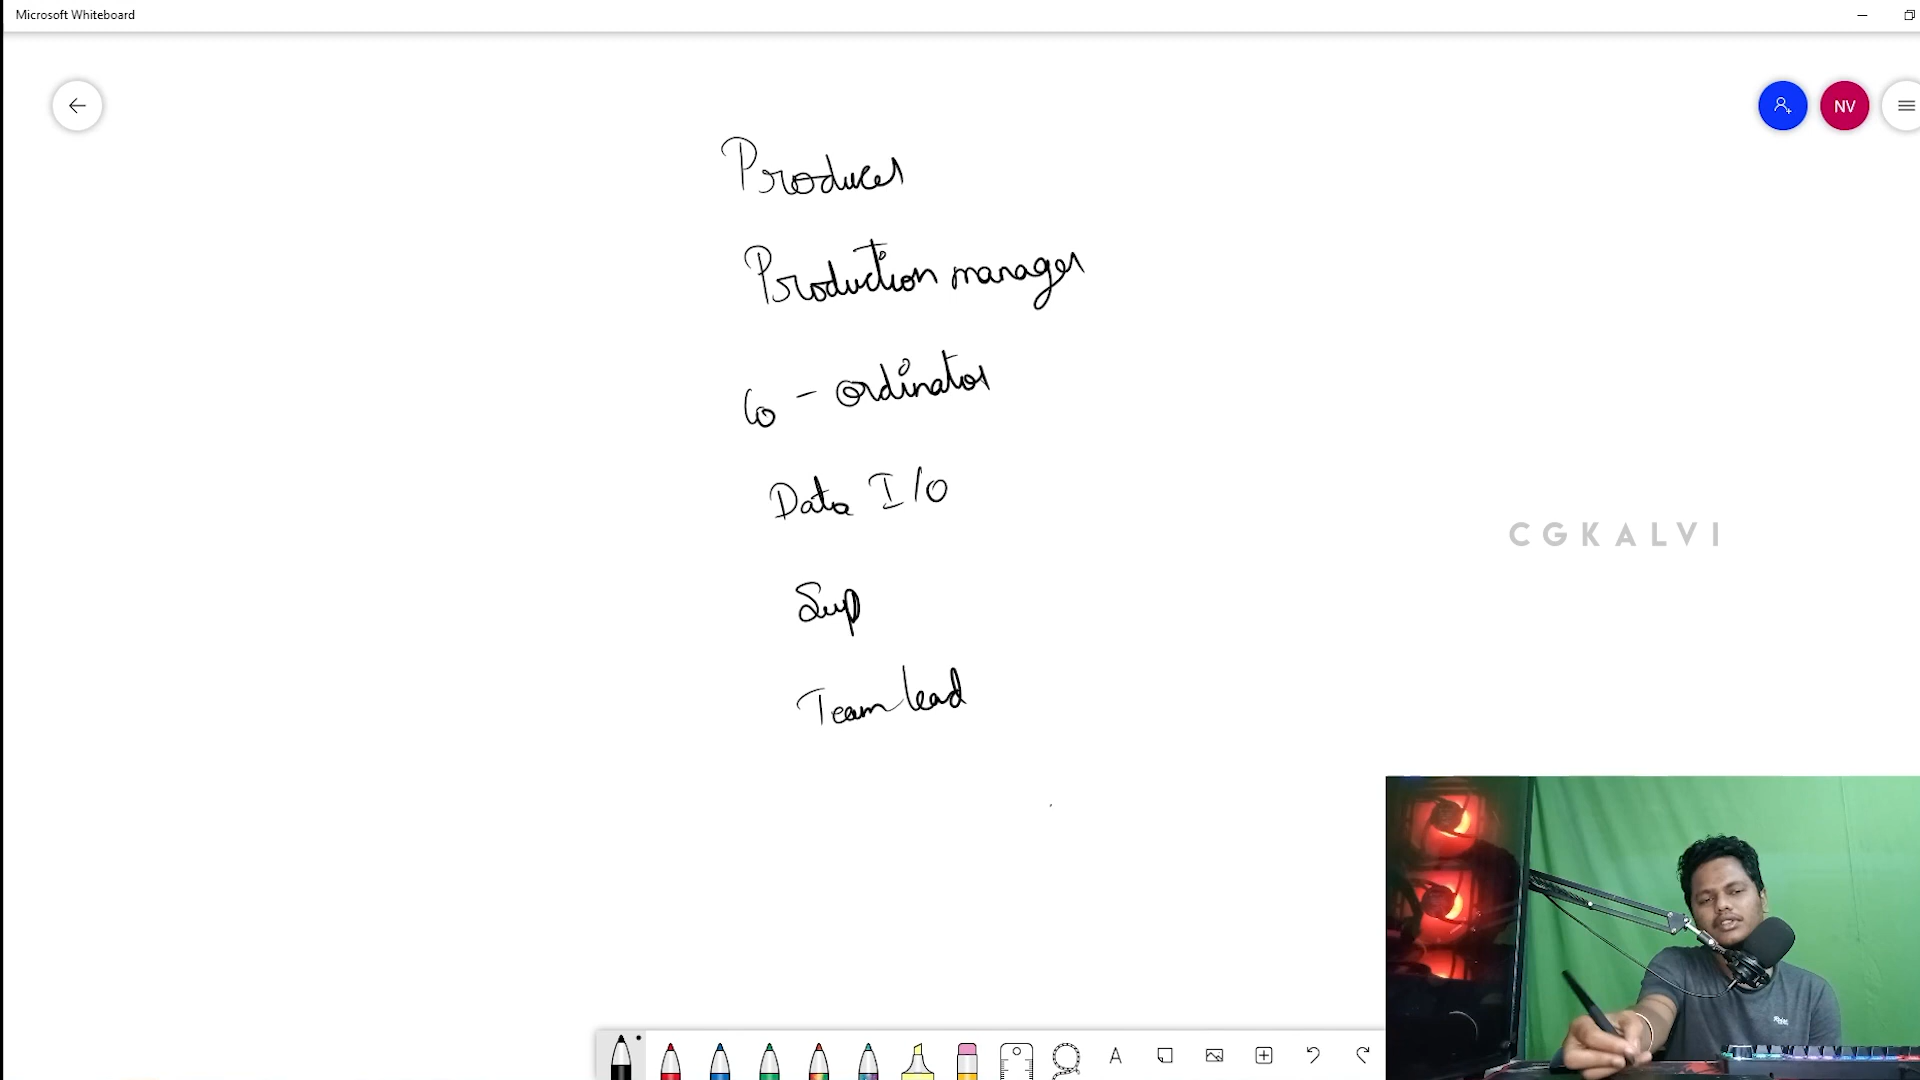 Microsoft Whiteboard
NV
Producer
Production manager
Co - ordinator
Data I/O
CGKALVI
Sup
Team lead
A